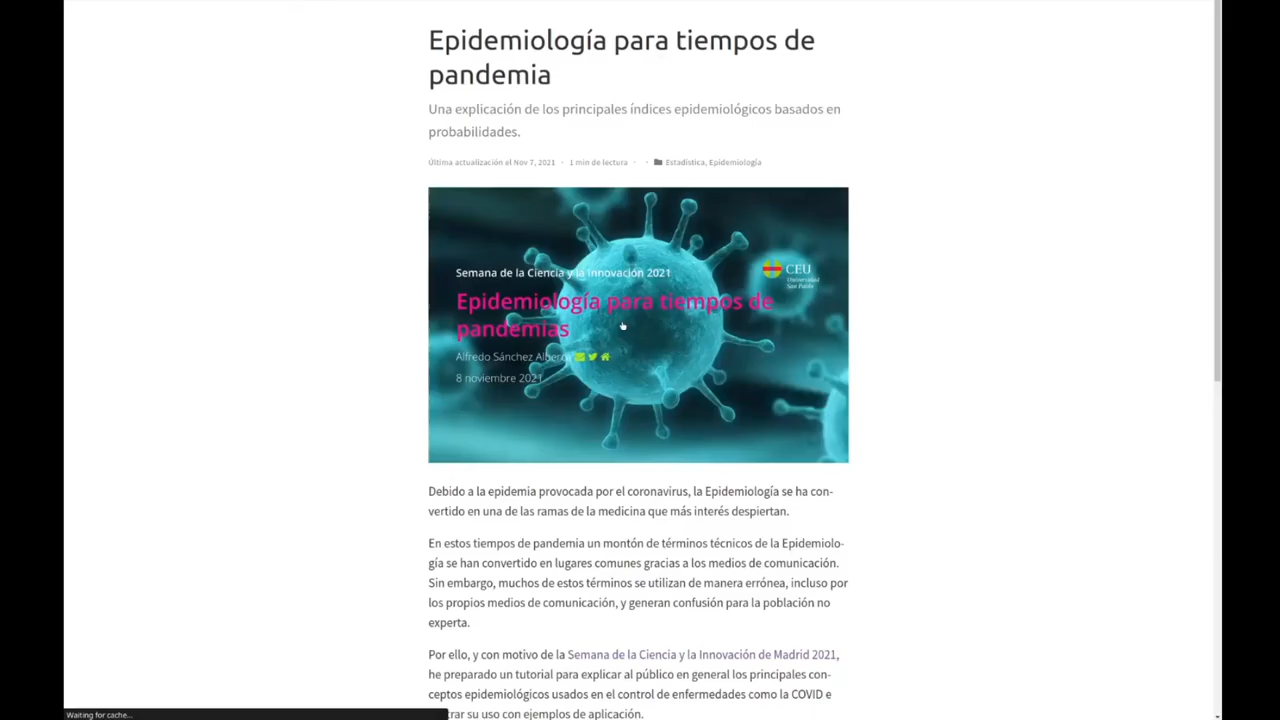 Epidemiología para tiempos de
pandemia
Una explicación de los principales índices epidemiológicos basados en
probabilidades.
Última actualización el Nov 7, 2021 · 1 min de lectura · · Estadística, Epidemiología
Semana de la Ciencia y la Innovación 2021
CEU
Universidad
San Pablo
Epidemiología para tiempos de
pandemias
Alfredo Sánchez Alberca
8 noviembre 2021
Debido a la epidemia provocada por el coronavirus, la Epidemiología se ha con-
vertido en una de las ramas de la medicina que más interés despiertan.
En estos tiempos de pandemia un montón de términos técnicos de la Epidemiolo-
gía se han convertido en lugares comunes gracias a los medios de comunicación.
Sin embargo, muchos de estos términos se utilizan de manera errónea, incluso por
los propios medios de comunicación, y generan confusión para la población no
experta.
Por ello, y con motivo de la Semana de la Ciencia y la Innovación de Madrid 2021,
he preparado un tutorial para explicar al público en general los principales con-
ceptos epidemiológicos usados en el control de enfermedades como la COVID e
trar su uso con ejemplos de aplicación.
Waiting for cache...